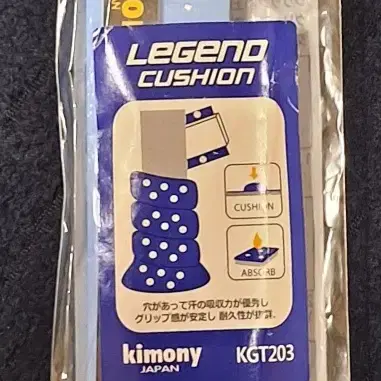 LEGEND
CUSHION
CUSHION
ABSORB
穴があって汗の吸収力が優秀し
グリップ感が安定し 耐久性が抜群.
kimony
JAPAN
KGT203